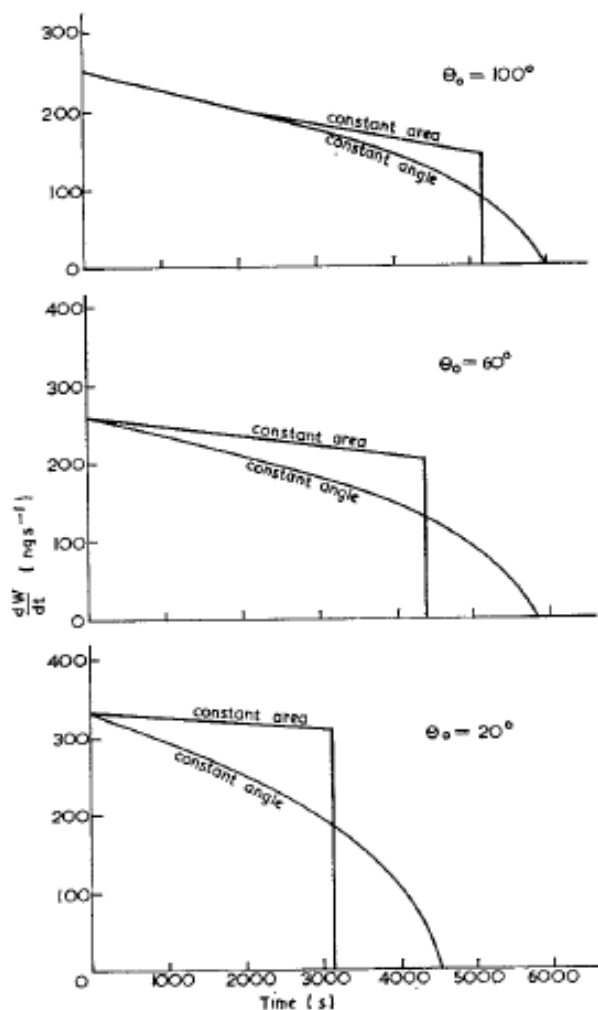 300
Θ₀ = 100°
200
constant area
constant angle
100
0
400
Θ₀ = 60°
300
constant area
200
constant angle
100
0
dW/dt (ng s⁻¹)
400
constant area
300
Θ₀ = 20°
constant angle
200
100
0 1000 2000 3000 4000 5000 6000
Time (s)